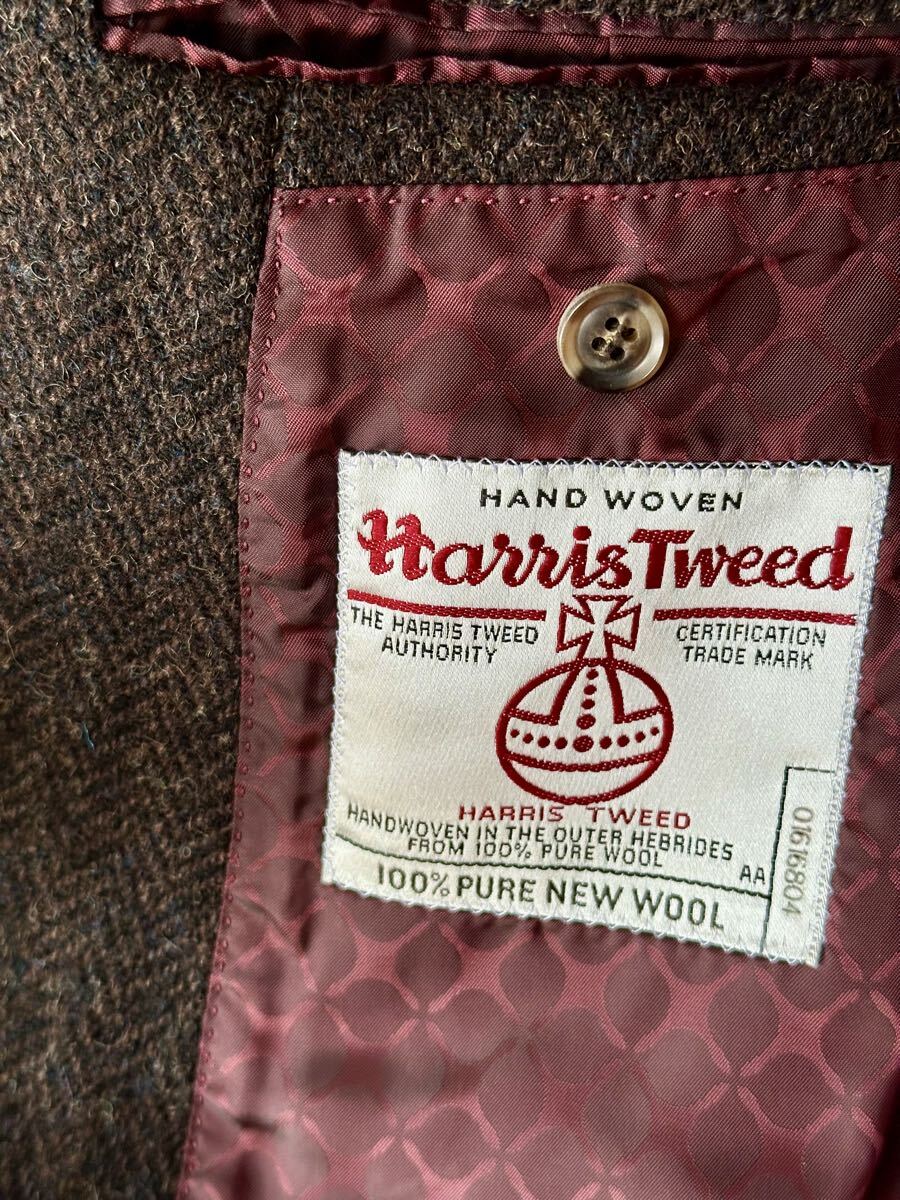 HAND WOVEN
Harris Tweed
THE HARRIS TWEED
AUTHORITY
CERTIFICATION
TRADE MARK
HARRIS TWEED
HANDWOVEN IN THE OUTER HEBRIDES
FROM 100% PURE WOOL
AA
01616804
100% PURE NEW WOOL